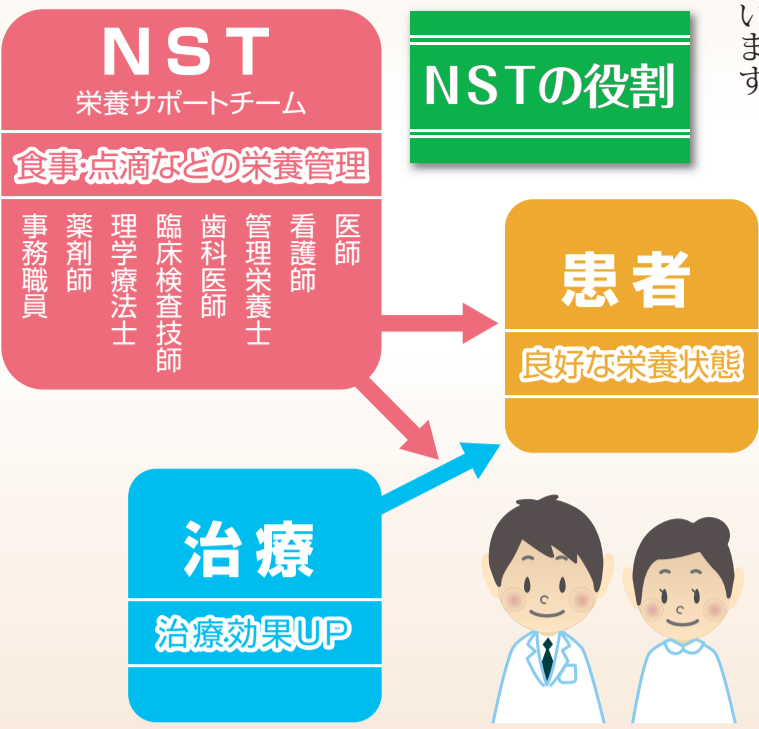 います
NSTの役割
NST
栄養サポートチーム
食事・点滴などの栄養管理
医師
看護師
管理栄養士
歯科医師
臨床検査技師
理学療法士
薬剤師
事務職員
患者
良好な栄養状態
治療
治療効果UP